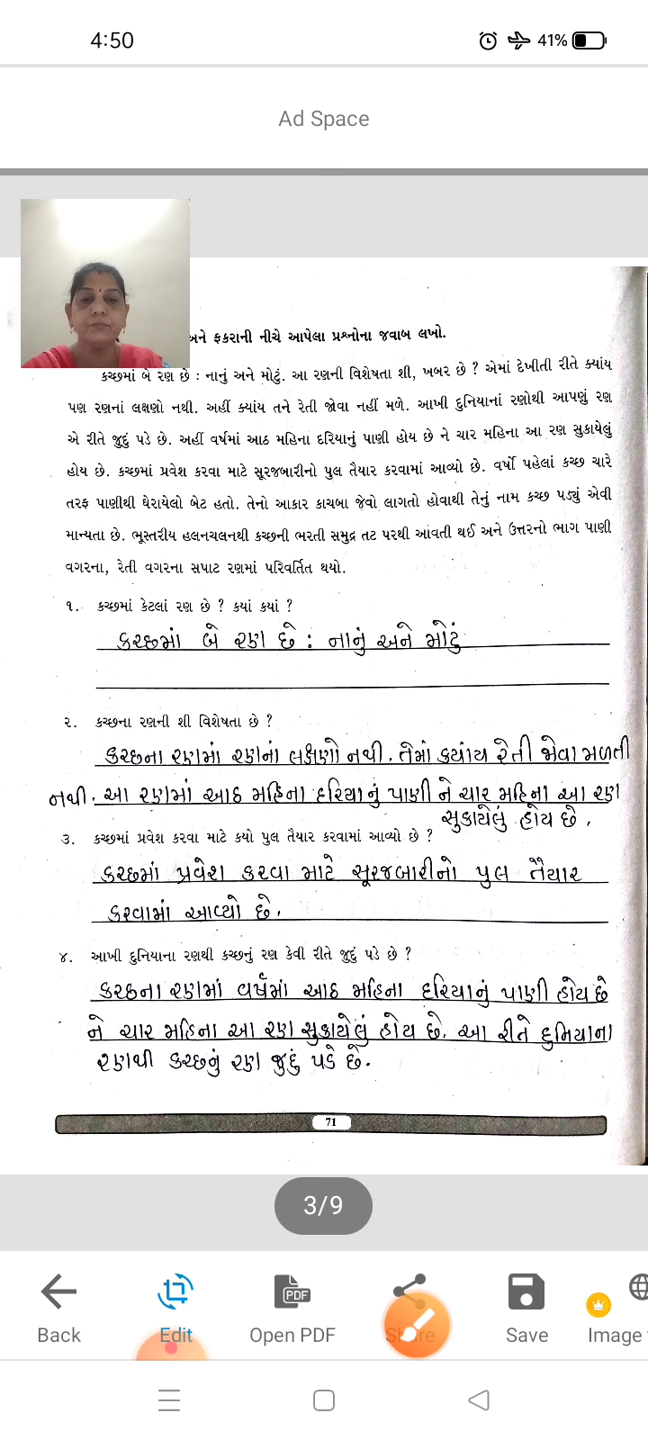 4:50
41%
Ad Space
અને ફકરાની નીચે આપેલા પ્રશ્નોના જવાબ લખો.
કચ્છમાં બે રણ છે : નાનું અને મોટું. આ રણની વિશેષતા શી, ખબર છે ? એમાં દેખીતી રીતે ક્યાંય
પણ રણનાં લક્ષણો નથી. અહીં ક્યાંય તને રેતી જોવા નહીં મળે. આખી દુનિયાનાં રણોથી આપણું રણ
એ રીતે જુદું પડે છે. અહીં વર્ષમાં આઠ મહિના દરિયાનું પાણી હોય છે ને ચાર મહિના આ રણ સુકાયેલું
હોય છે. કચ્છમાં પ્રવેશ કરવા માટે સૂરજબારીનો પુલ તૈયાર કરવામાં આવ્યો છે. વર્ષો પહેલાં કચ્છ ચારે
તરફ પાણીથી ઘેરાયેલો બેટ હતો. તેનો આકાર કાચબા જેવો લાગતો હોવાથી તેનું નામ કચ્છ પડ્યું એવી
માન્યતા છે. ભૂસ્તરીય હલનચલનથી કચ્છની ભરતી સમુદ્ર તટ પરથી આવતી થઈ અને ઉત્તરનો ભાગ પાણી
વગરના, રેતી વગરના સપાટ રણમાં પરિવર્તિત થયો.
૧. કચ્છમાં કેટલાં રણ છે ? કયાં કયાં ?
કચ્છમાં બે રણ છે : નાનું અને મોટું
૨. કચ્છના રણની શી વિશેષતા છે ?
કચ્છના રણમાં રણનાં લક્ષણો નથી. તેમાં કયાંય રેતી જોવા મળતી
નથી. આ રણમાં આઠ મહિના દરિયાનું પાણી ને ચાર મહિના આ રણ
સુકાયેલું હોય છે.
૩. કચ્છમાં પ્રવેશ કરવા માટે કયો પુલ તૈયાર કરવામાં આવ્યો છે ?
કચ્છમાં પ્રવેશ કરવા માટે સૂરજબારીનો પુલ તૈયાર
કરવામાં આવ્યો છે.
૪. આખી દુનિયાના રણથી કચ્છનું રણ કેવી રીતે જુદું પડે છે ?
કચ્છના રણમાં વર્ષમાં આઠ મહિના દરિયાનું પાણી હોય છે
ને ચાર મહિના આ રણ સુકાયેલું હોય છે. આ રીતે દુનિયાના
રણથી કચ્છનું રણ જુદું પડે છે.
71
3/9
PDF
Back Edit Open PDF Share Save Image